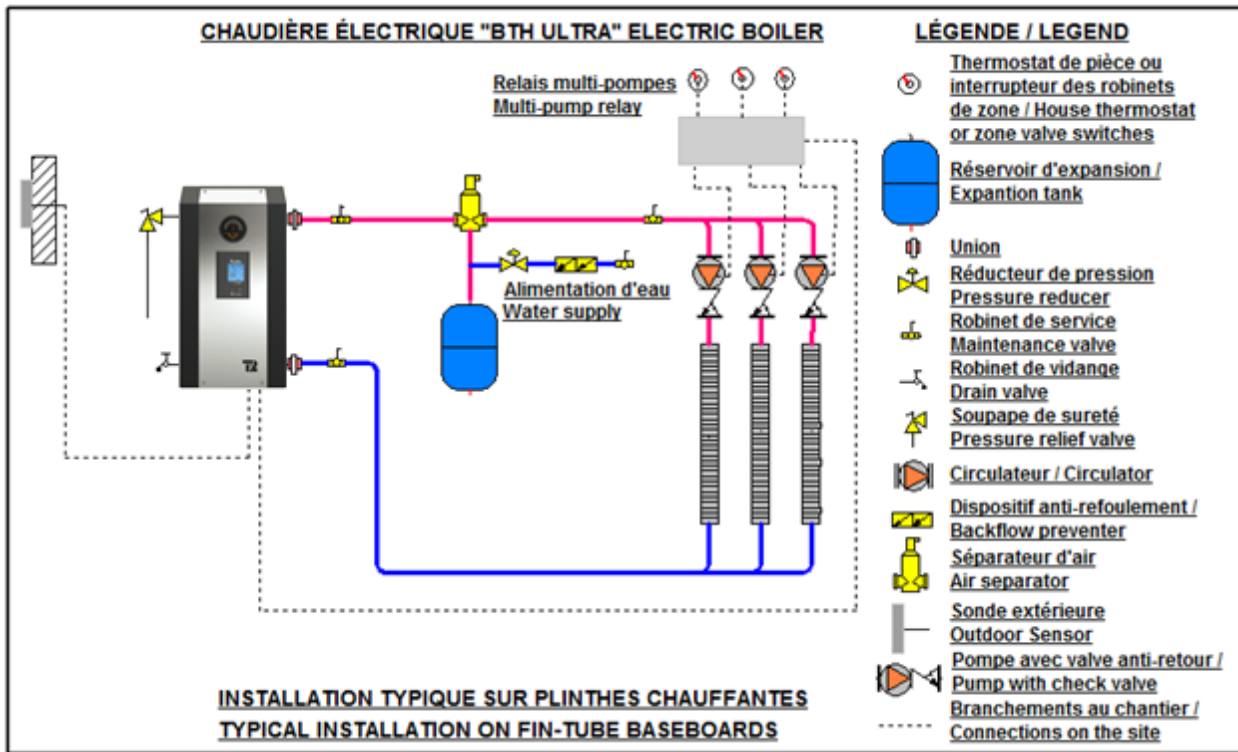 CHAUDIÈRE ÉLECTRIQUE "BTH ULTRA" ELECTRIC BOILER
Relais multi-pompes
Multi-pump relay
Alimentation d'eau
Water supply
INSTALLATION TYPIQUE SUR PLINTHES CHAUFFANTES
TYPICAL INSTALLATION ON FIN-TUBE BASEBOARDS
LÉGENDE / LEGEND
Thermostat de pièce ou
interrupteur des robinets
de zone / House thermostat
or zone valve switches
Réservoir d'expansion /
Expantion tank
Union
Réducteur de pression
Pressure reducer
Robinet de service
Maintenance valve
Robinet de vidange
Drain valve
Soupape de sureté
Pressure relief valve
Circulateur / Circulator
Dispositif anti-refoulement /
Backflow preventer
Séparateur d'air
Air separator
Sonde extérieure
Outdoor Sensor
Pompe avec valve anti-retour /
Pump with check valve
Branchements au chantier /
Connections on the site